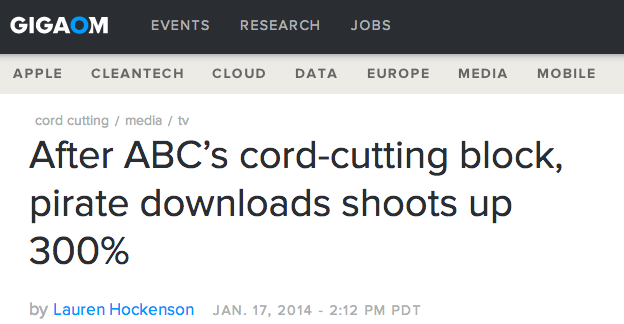 GIGAOM EVENTS RESEARCH JOBS
APPLE CLEANTECH CLOUD DATA EUROPE MEDIA MOBILE
cord cutting / media / tv
After ABC’s cord-cutting block,
pirate downloads shoots up
300%
by Lauren Hockenson JAN. 17, 2014 - 2:12 PM PDT